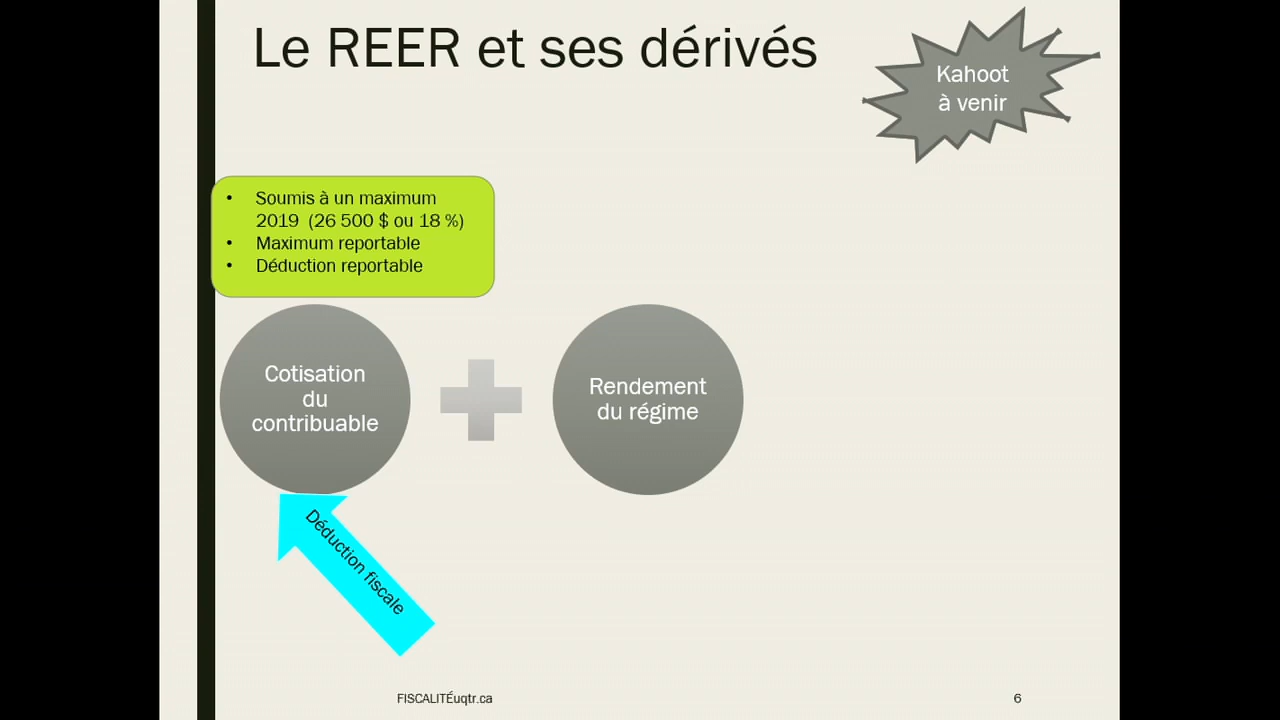 Le REER et ses dérivés
Kahoot
à venir
• Soumis à un maximum
2019 (26 500 $ ou 18 %)
• Maximum reportable
• Déduction reportable
Cotisation
du
contribuable
Rendement
du régime
Déduction fiscale
FISCALITÉuqtr.ca
6